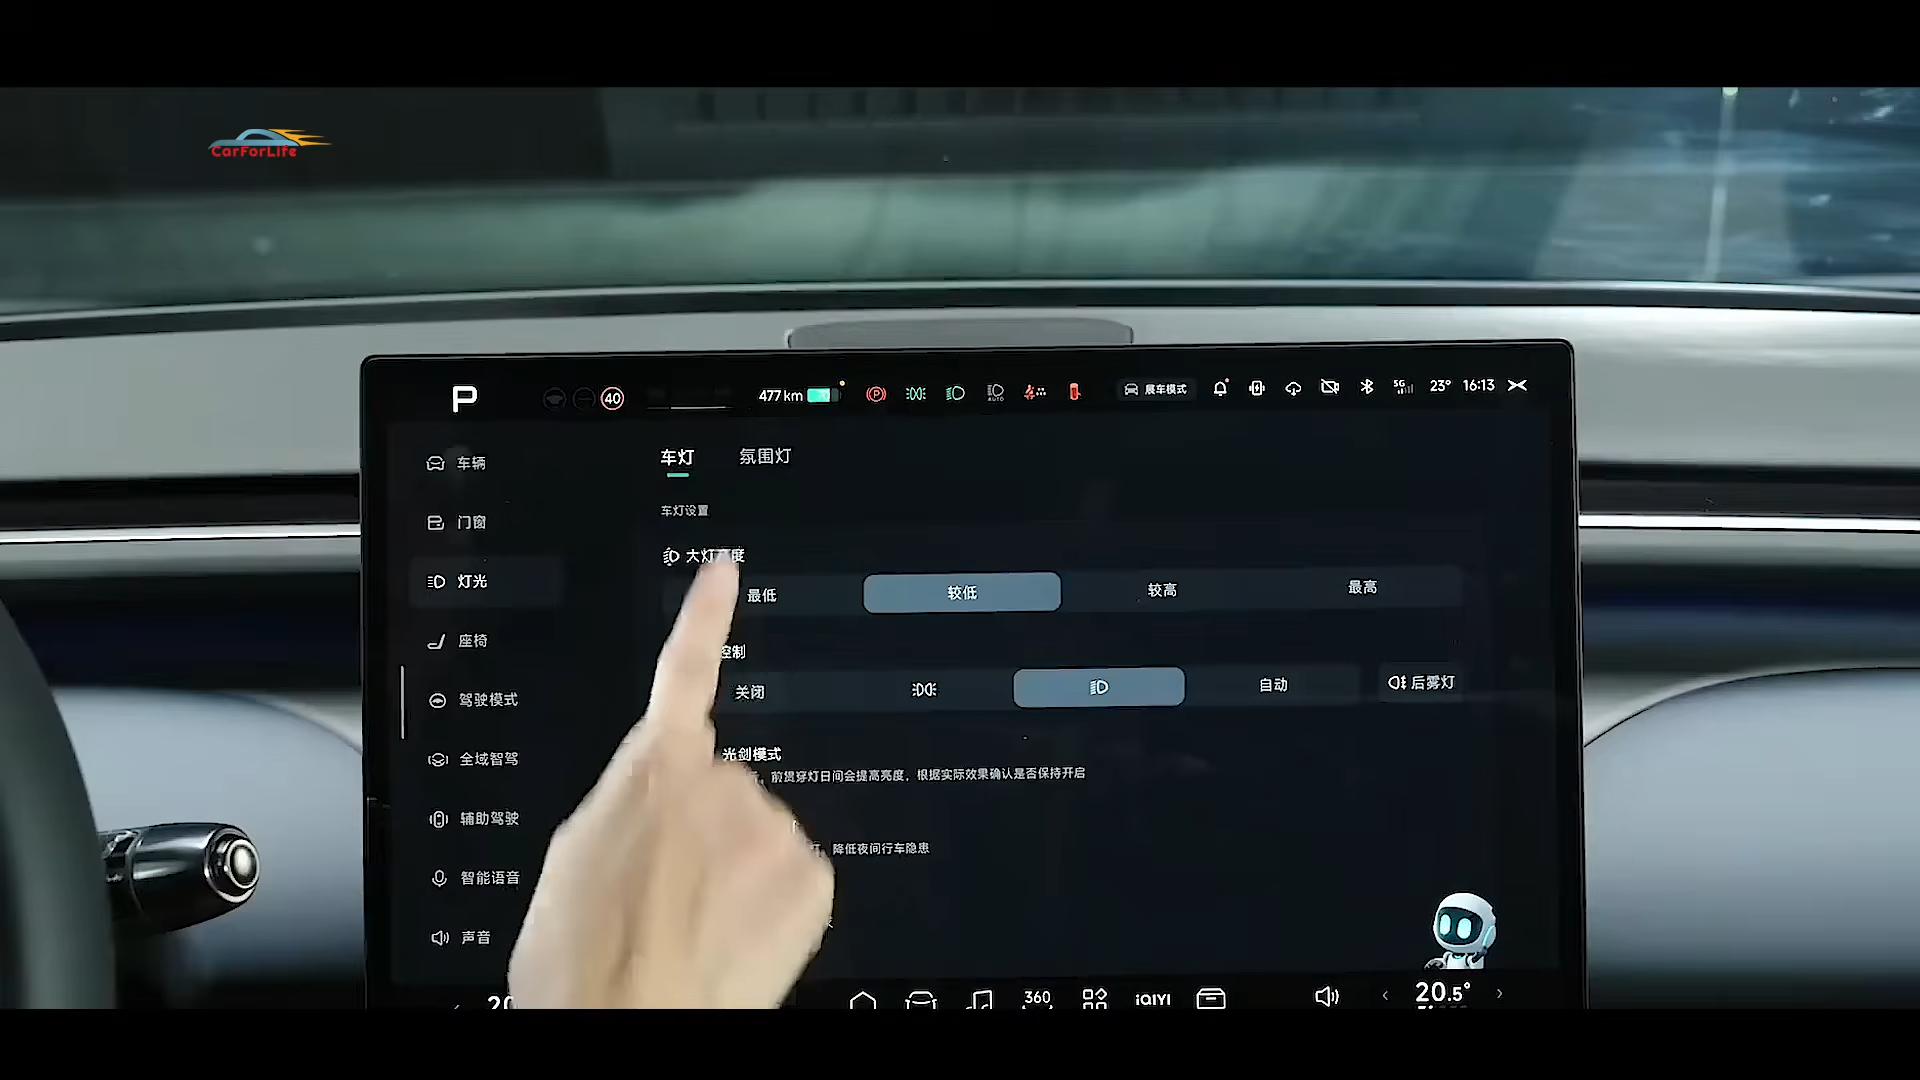 CarForLife
P
40
477 km
AUTO
展车模式
5G
23°
16:13
车灯
氛围灯
车辆
车灯设置
门窗
大灯 度
灯光
最低
较低
较高
最高
座椅
控制
驾驶模式
关闭
自动
后雾灯
光剑模式
全域智驾
前贯穿灯日间会提高亮度，根据实际效果确认是否保持开启
辅助驾驶
降低夜间行车隐患
智能语音
声音
360
iQIYI
20.5°